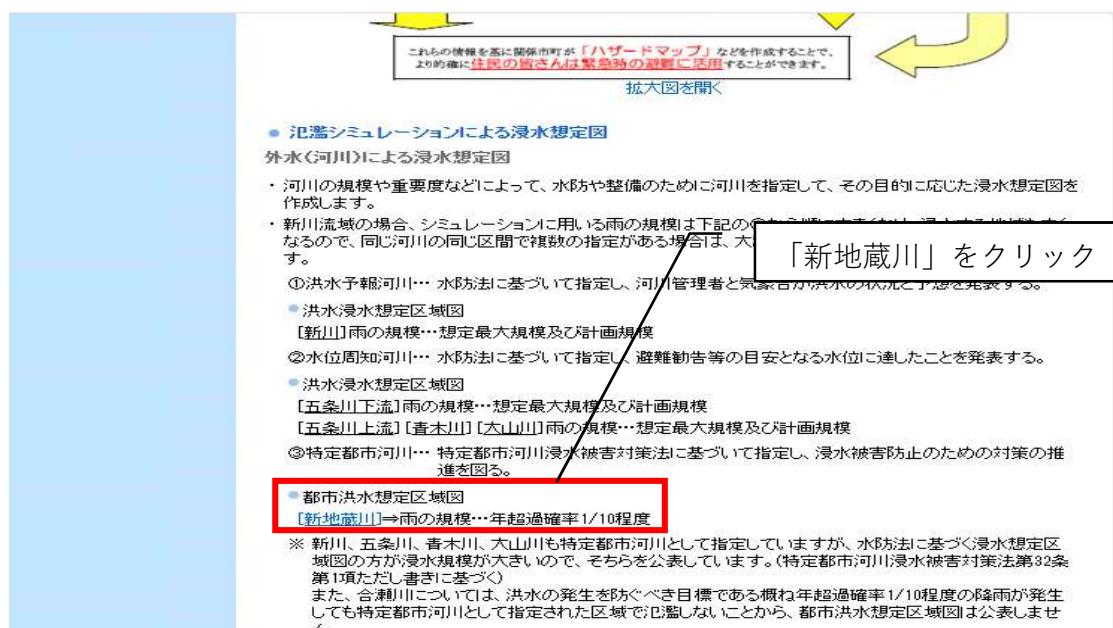 これらの情報を基に関係市町が「ハザードマップ」などを作成することで、
より的確に住民の皆さんは緊急時の避難に活用することができます。
拡大図を開く
氾濫シミュレーションによる浸水想定図
外水(河川)による浸水想定図
・河川の規模や重要度などによって、水防や整備のために河川を指定して、その目的に応じた浸水想定図を
作成します。
・新川流域の場合、シミュレーションに用いる雨の規模は下記の
なるので、同じ河川の同じ区間で複数の指定がある場合は、大
す。
「新地蔵川」をクリック
①洪水予報河川… 水防法に基づいて指定し、河川管理者と気象台が洪水の状況と予想を発表する。
洪水浸水想定区域図
[新川]雨の規模…想定最大規模及び計画規模
②水位周知河川… 水防法に基づいて指定し、避難勧告等の目安となる水位に達したことを発表する。
洪水浸水想定区域図
[五条川下流]雨の規模…想定最大規模及び計画規模
[五条川上流] [青木川] [大山川]雨の規模…想定最大規模及び計画規模
③特定都市河川… 特定都市河川浸水被害対策法に基づいて指定し、浸水被害防止のための対策の推
進を図る。
都市洪水想定区域図
[新地蔵川]⇒雨の規模…年超過確率1/10程度
※ 新川、五条川、青木川、大山川も特定都市河川として指定していますが、水防法に基づく浸水想定区
域図の方が浸水規模が大きいので、そちらを公表しています。(特定都市河川浸水被害対策法第32条
第1項ただし書きに基づく)
また、合瀬川については、洪水の発生を防ぐべき目標である概ね年超過確率1/10程度の降雨が発生
しても特定都市河川として指定された区域で氾濫しないことから、都市洪水想定区域図は公表しませ